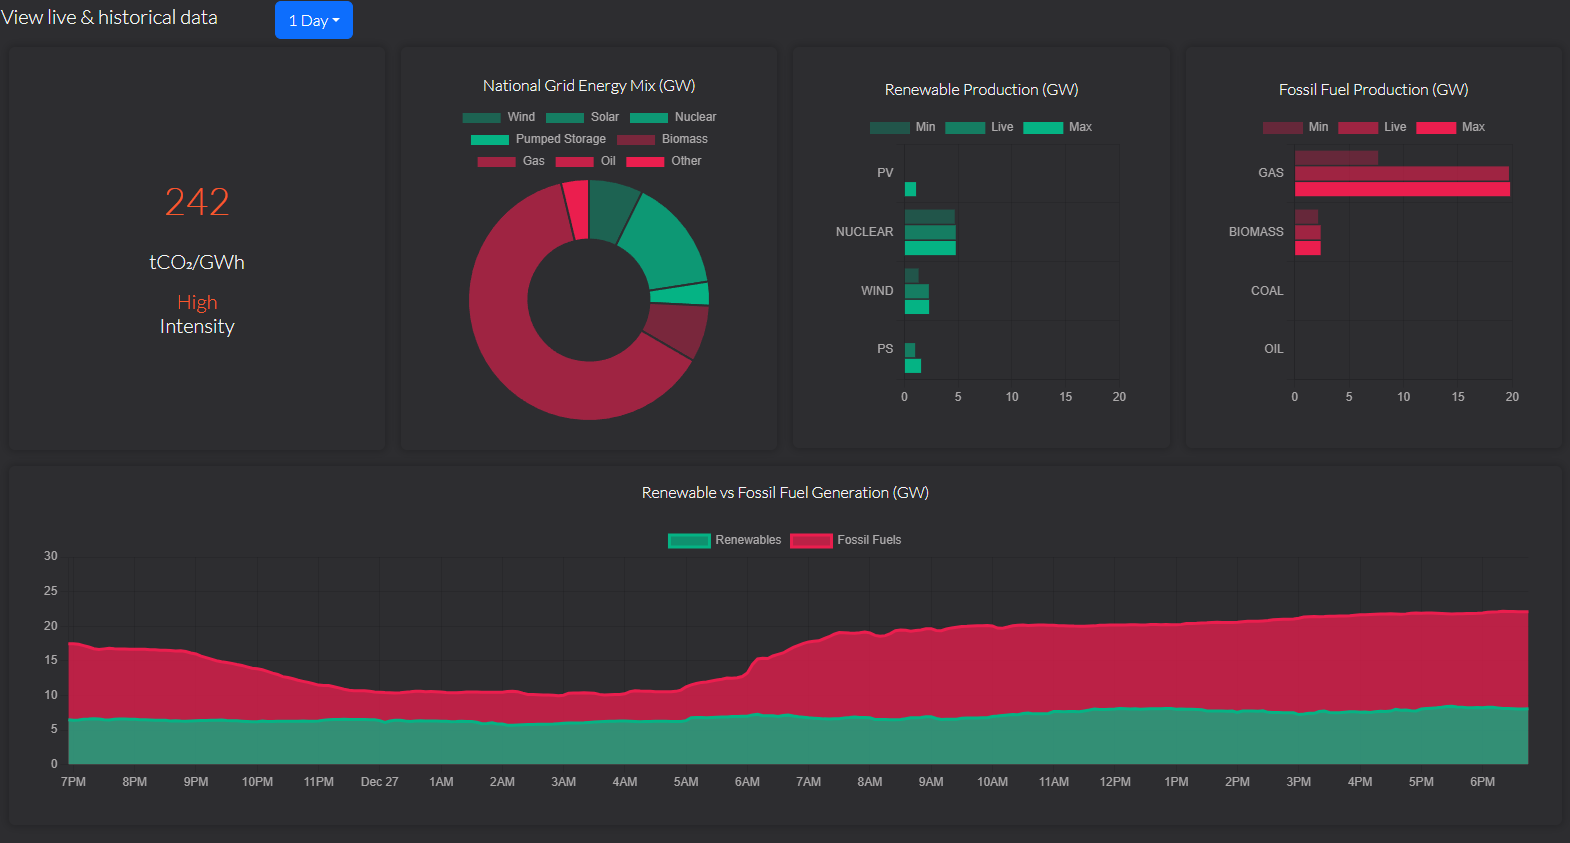 View live & historical data
1 Day
242
tCO₂/GWh
High
Intensity
National Grid Energy Mix (GW)
Wind Solar Nuclear
Pumped Storage Biomass
Gas Oil Other
Renewable Production (GW)
Min Live Max
PV
NUCLEAR
WIND
PS
0 5 10 15 20
Fossil Fuel Production (GW)
Min Live Max
GAS
BIOMASS
COAL
OIL
0 5 10 15 20
Renewable vs Fossil Fuel Generation (GW)
Renewables Fossil Fuels
30
25
20
15
10
5
0
7PM 8PM 9PM 10PM 11PM Dec 27 1AM 2AM 3AM 4AM 5AM 6AM 7AM 8AM 9AM 10AM 11AM 12PM 1PM 2PM 3PM 4PM 5PM 6PM